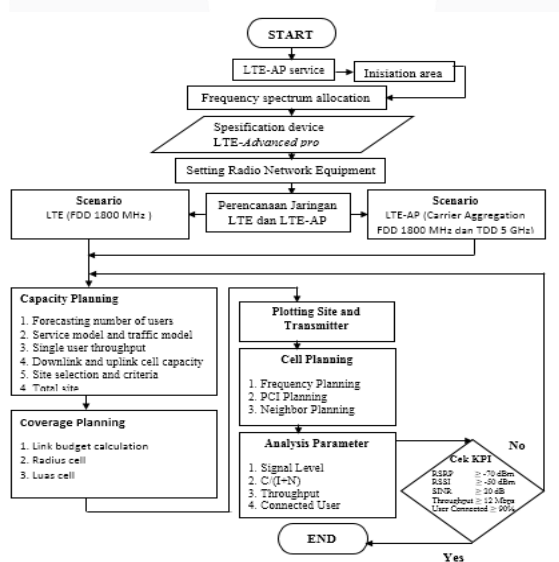 START
LTE-AP service
Inisiation area
Frequency spectrum allocation
Spesification device
LTE-Advanced pro
Setting Radio Network Equipment
Scenario
LTE (FDD 1800 MHz )
Perencanaan Jaringan
LTE dan LTE-AP
Scenario
LTE-AP (Carrier Aggregation
FDD 1800 MHz dan TDD 5 GHz)
Capacity Planning
1. Forecasting number of users
2. Service model and traffic model
3. Single user throughput
4. Downlink and uplink cell capacity
5. Site selection and criteria
4 Total site
Coverage Planning
1. Link budget calculation
2. Radius cell
3. Luas cell
Plotting Site and
Transmitter
Cell Planning
1. Frequency Planning
2. PCI Planning
3. Neighbor Planning
Analysis Parameter
1. Signal Level
2. C/(I+N)
3. Throughput
4. Connected User
No
Cek KPI
RSRP ≥ -70 dBm
RSSI ≥ -50 dBm
SINR ≥ 20 dB
Throughput ≥ 12 Mbps
User Connected ≥ 90%
END
Yes